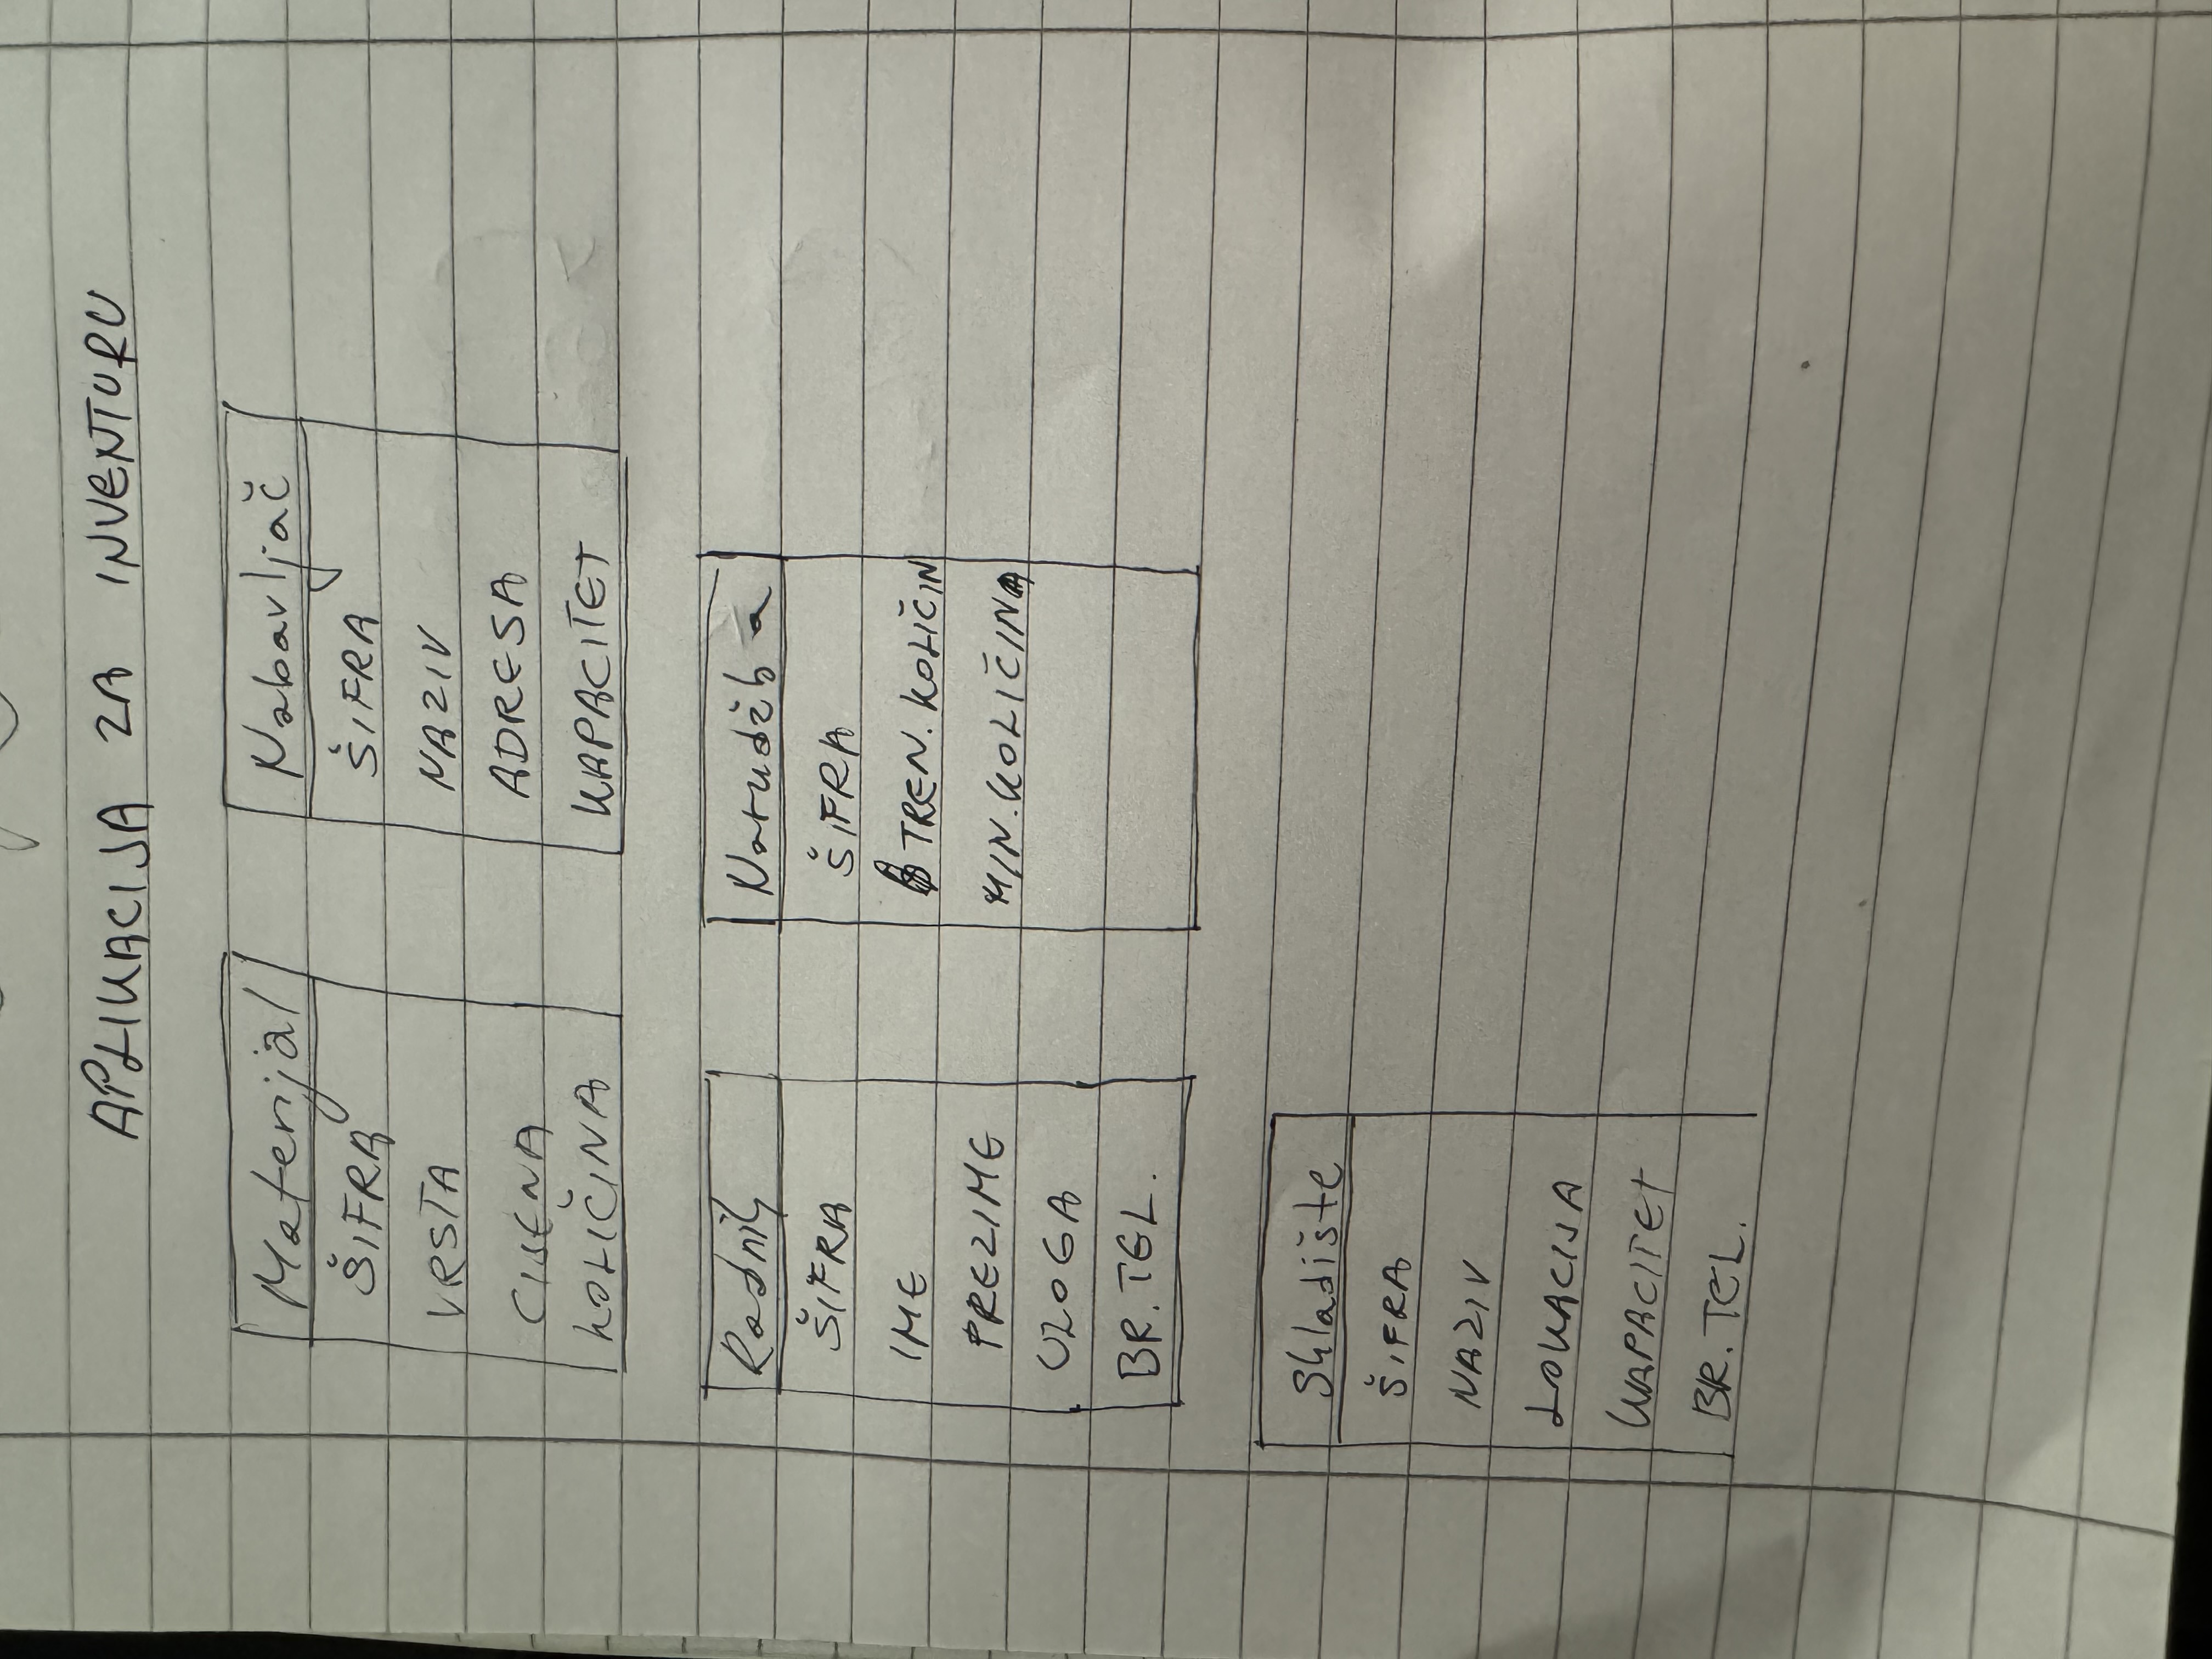 APLIKACIJA ZA INVENTURU
Materijal
ŠIFRA
VRSTA
CIJENA
KOLIČINA
Nabavljač
ŠIFRA
NAZIV
ADRESA
KAPACITET
Radnik
ŠIFRA
IME
PREZIME
ULOGA
BR. TEL.
Narudžba
ŠIFRA
TREN. KOLIČIN
MIN. KOLIČINA
Skladište
ŠIFRA
NAZIV
LOKACIJA
KAPACITET
BR. TEL.